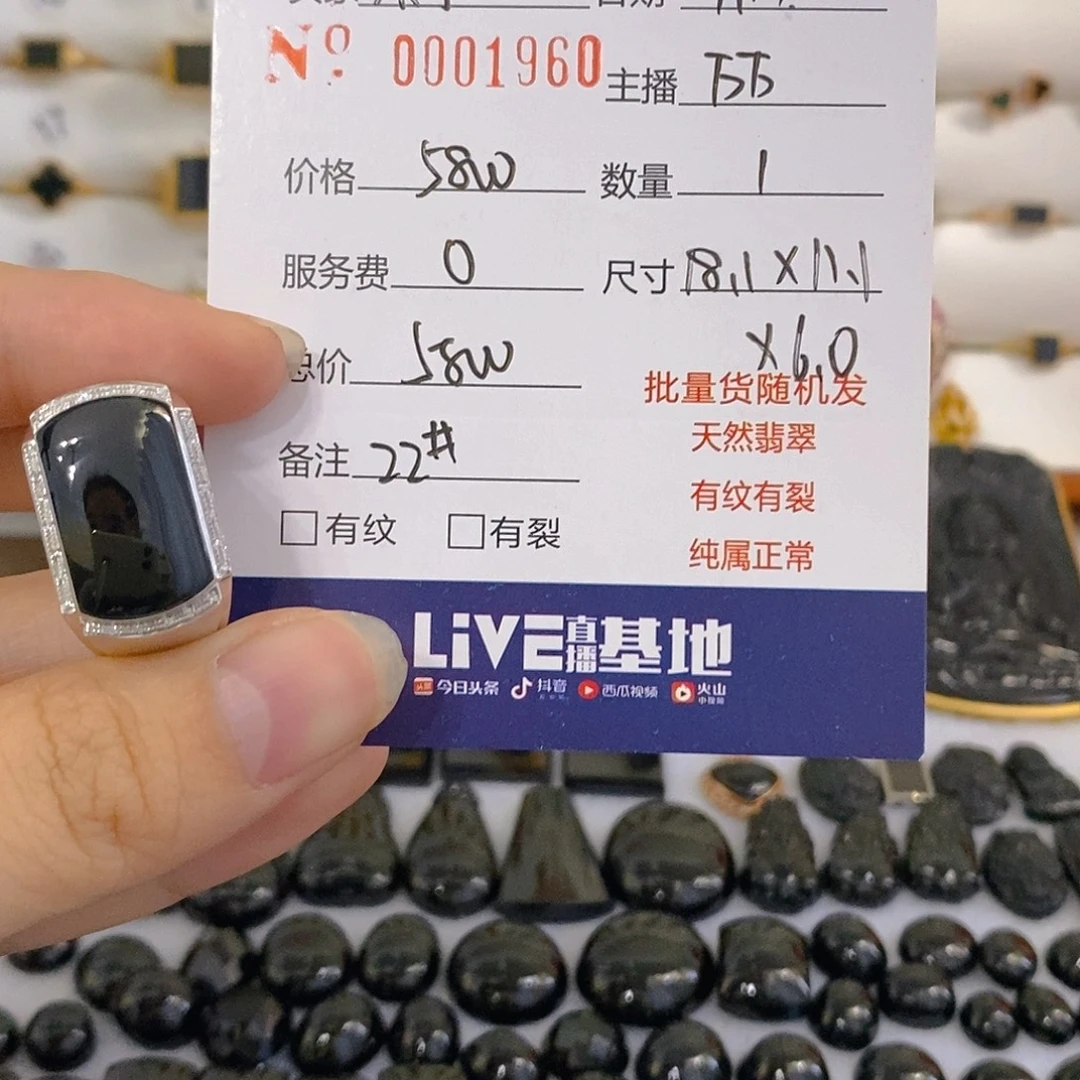 Nº 0001960 主播
价格 5800 数量 1
服务费 0 尺寸 18.1 X 11.1
X 6.0
总价 5800
批量货随机发
天然翡翠
备注 22#
有纹有裂
有纹 有裂
纯属正常
LiVE直播基地
今日头条 抖音 西瓜视频 火山小视频